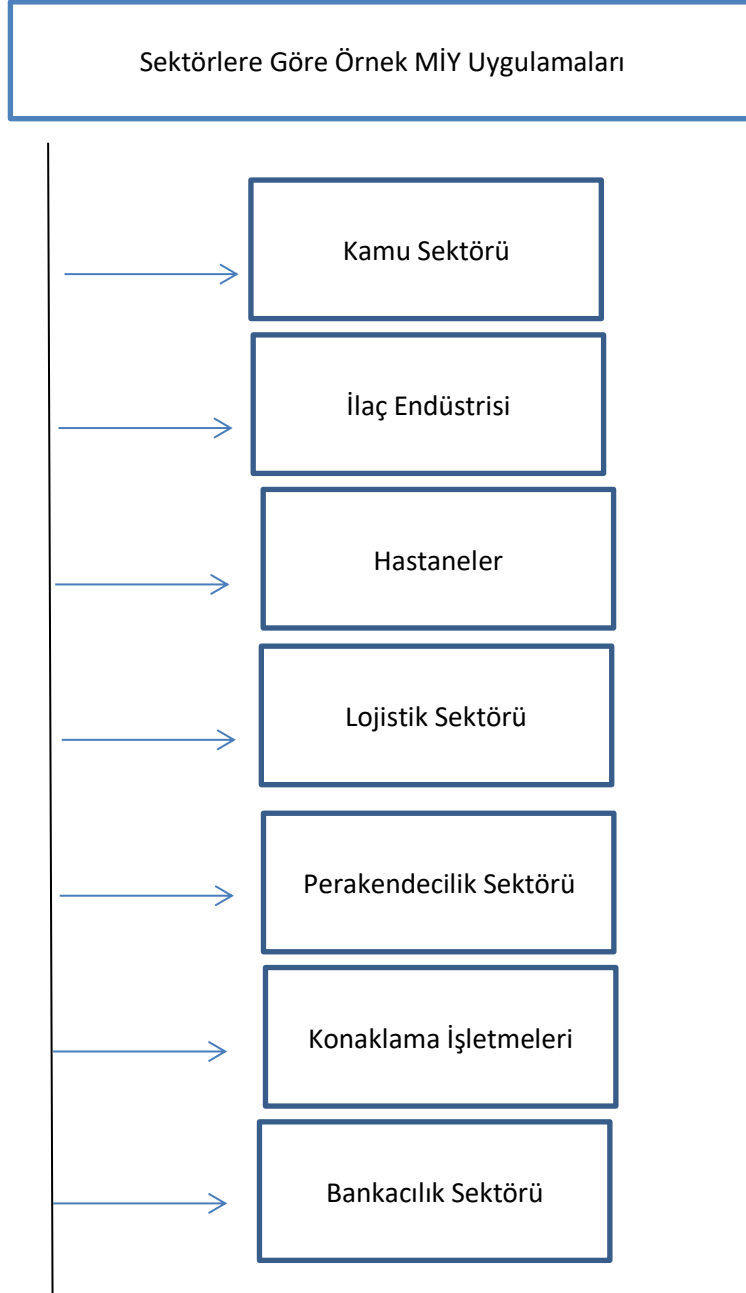 Sektörlere Göre Örnek MİY Uygulamaları
Kamu Sektörü
İlaç Endüstrisi
Hastaneler
Lojistik Sektörü
Perakendecilik Sektörü
Konaklama İşletmeleri
Bankacılık Sektörü